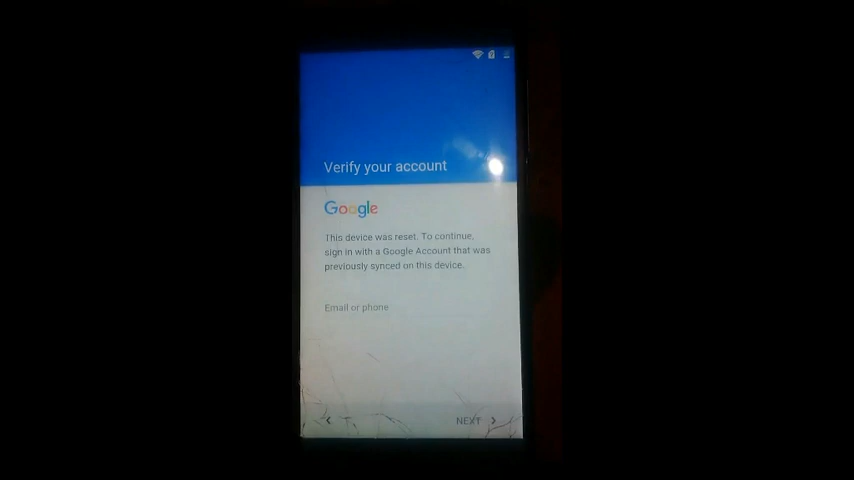 Verify your account
Google
This device was reset. To continue,
sign in with a Google Account that was
previously synced on this device.
Email or phone
NEXT